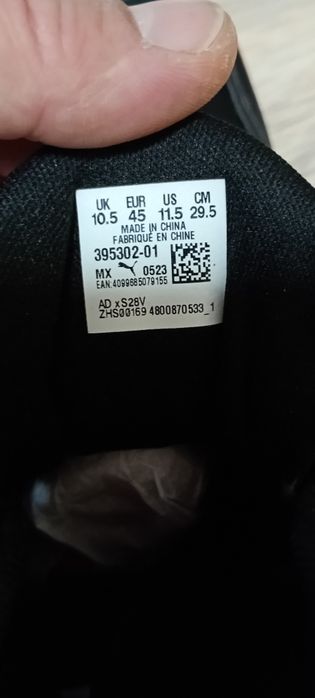 UK EUR US CM
10.5 45 11.5 29.5
MADE IN CHINA
FABRIQUÉ EN CHINE
395302-01
MX 0523
EAN: 4099685079155
AD xS28V
ZHS00169 4800870533_1